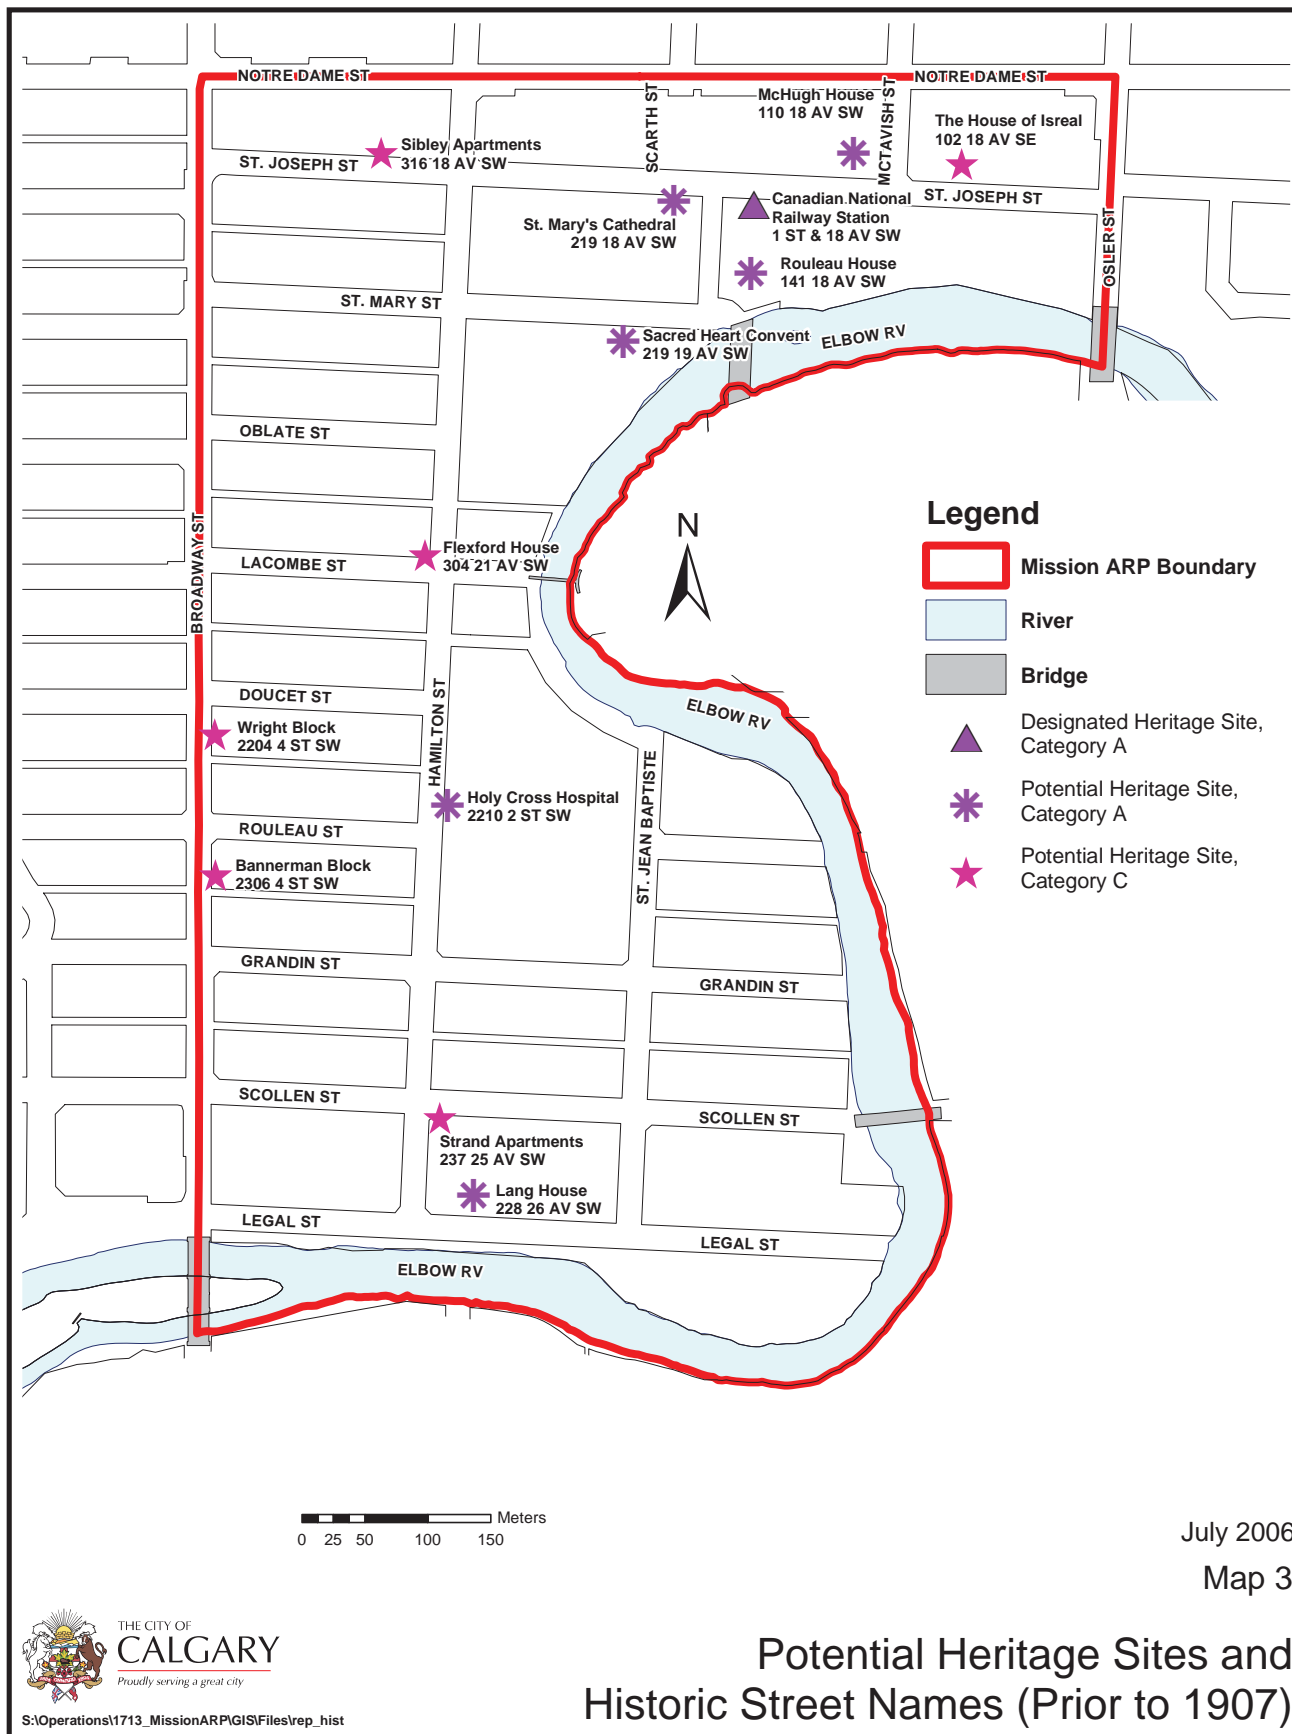 NOTRE DAME ST
NOTRE DAME ST
SCARTH ST
McHugh House
110 18 AV SW
MCTAVISH ST
The House of Isreal
102 18 AV SE
Sibley Apartments
316 18 AV SW
ST. JOSEPH ST
ST. JOSEPH ST
Canadian National
Railway Station
1 ST & 18 AV SW
St. Mary's Cathedral
219 18 AV SW
OSLER ST
Rouleau House
141 18 AV SW
ST. MARY ST
Sacred Heart Convent
219 19 AV SW
ELBOW RV
OBLATE ST
BROADWAY ST
Flexford House
304 21 AV SW
LACOMBE ST
N
Legend
Mission ARP Boundary
River
Bridge
Designated Heritage Site,
Category A
Potential Heritage Site,
Category A
Potential Heritage Site,
Category C
DOUCET ST
HAMILTON ST
ELBOW RV
Wright Block
2204 4 ST SW
ST. JEAN BAPTISTE
Holy Cross Hospital
2210 2 ST SW
ROULEAU ST
Bannerman Block
2306 4 ST SW
GRANDIN ST
GRANDIN ST
SCOLLEN ST
SCOLLEN ST
Strand Apartments
237 25 AV SW
Lang House
228 26 AV SW
LEGAL ST
LEGAL ST
ELBOW RV
Meters
0 25 50 100 150
July 2006
Map 3
THE CITY OF
CALGARY
Proudly serving a great city
Potential Heritage Sites and
Historic Street Names (Prior to 1907)
S:\Operations\1713_MissionARP\GIS\Files\rep_hist